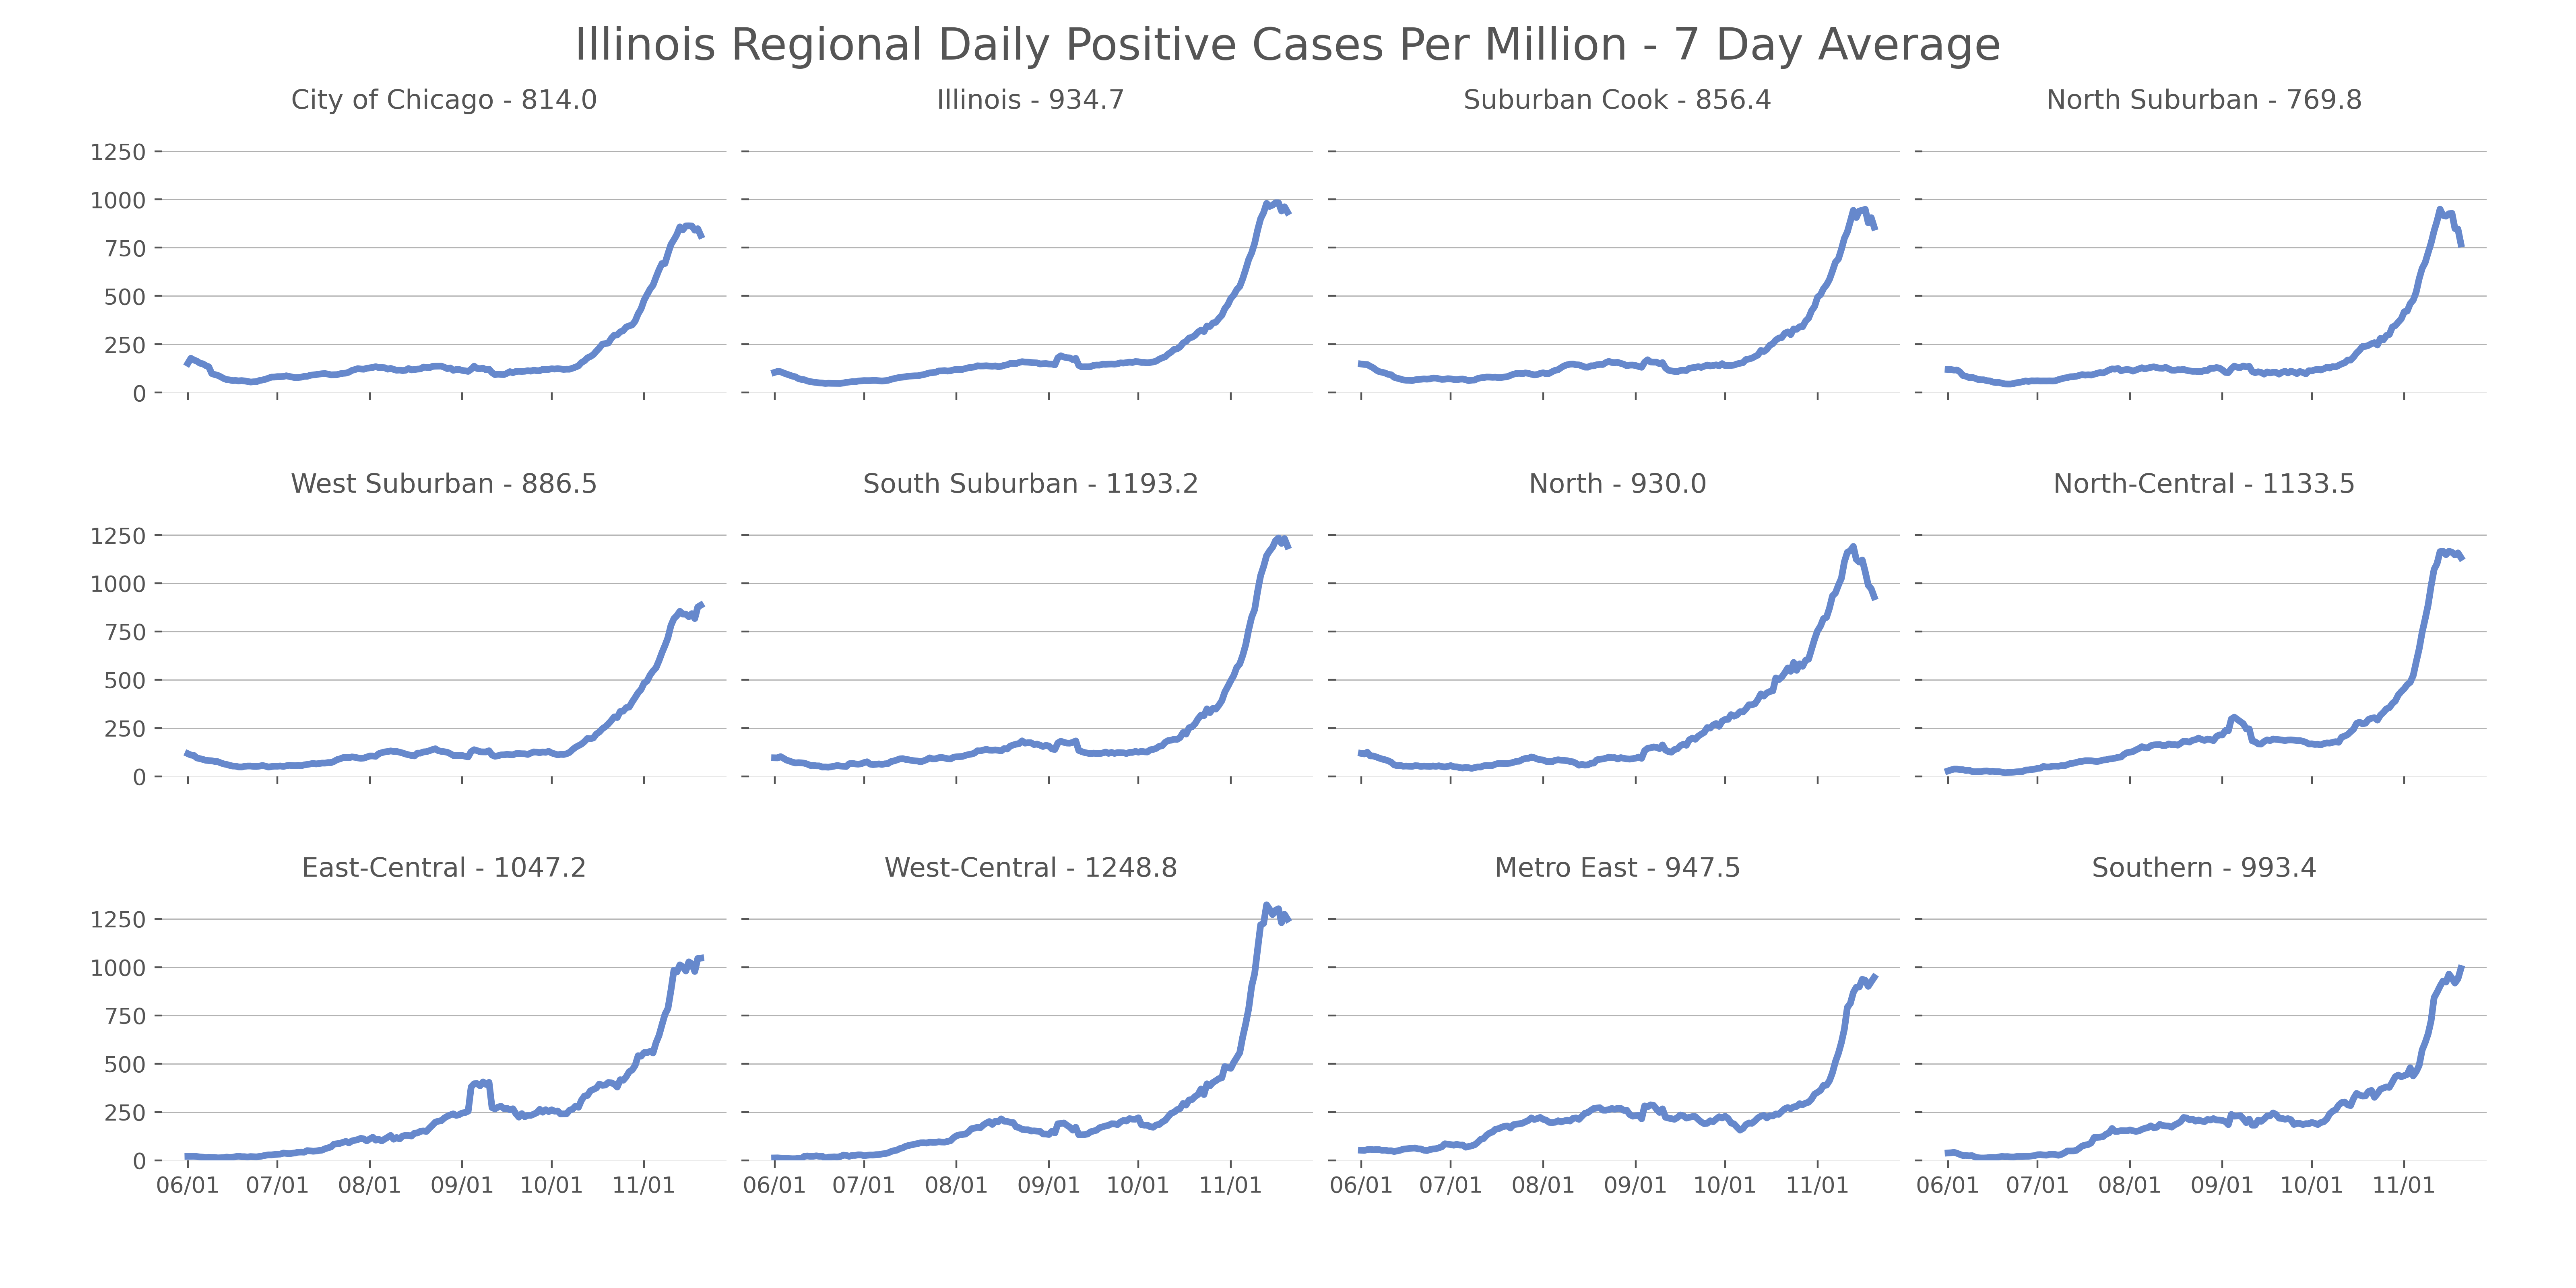 Illinois Regional Daily Positive Cases Per Million - 7 Day Average
City of Chicago - 814.0
Illinois - 934.7
Suburban Cook - 856.4
North Suburban - 769.8
1250
1000
750
500
250
0
West Suburban - 886.5
South Suburban - 1193.2
North - 930.0
North-Central - 1133.5
1250
1000
750
500
250
0
East-Central - 1047.2
West-Central - 1248.8
Metro East - 947.5
Southern - 993.4
1250
1000
750
500
250
0
06/01 07/01 08/01 09/01 10/01 11/01
06/01 07/01 08/01 09/01 10/01 11/01
06/01 07/01 08/01 09/01 10/01 11/01
06/01 07/01 08/01 09/01 10/01 11/01